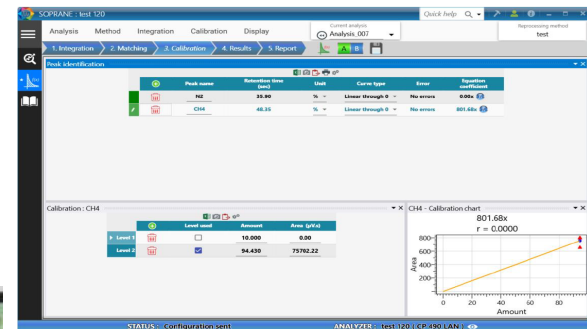 SOPRANE : test 120
Quick help
Analysis Method Integration Calibration Display
Current analysis
Analysis_007
Reprocessing method
test
1. Integration 2. Matching 3. Calibration 4. Results 5. Report
A B
Peak identification
Peak name Retention time (sec) Unit Curve type Error Equation coefficient
N2 35.90 % Linear through 0 No errors 0.00x
CH4 48.35 % Linear through 0 No errors 801.68x
Calibration : CH4
Level used Amount Area (µV.s)
Level 1 10.000 0.00
Level 2 94.430 75702.22
CH4 - Calibration chart
801.68x
r = 0.0000
800
600
400
200
Area
0 20 40 60 80
Amount
STATUS : Configuration sent ANALYZER : test 120 [ CP 490 LAN ]